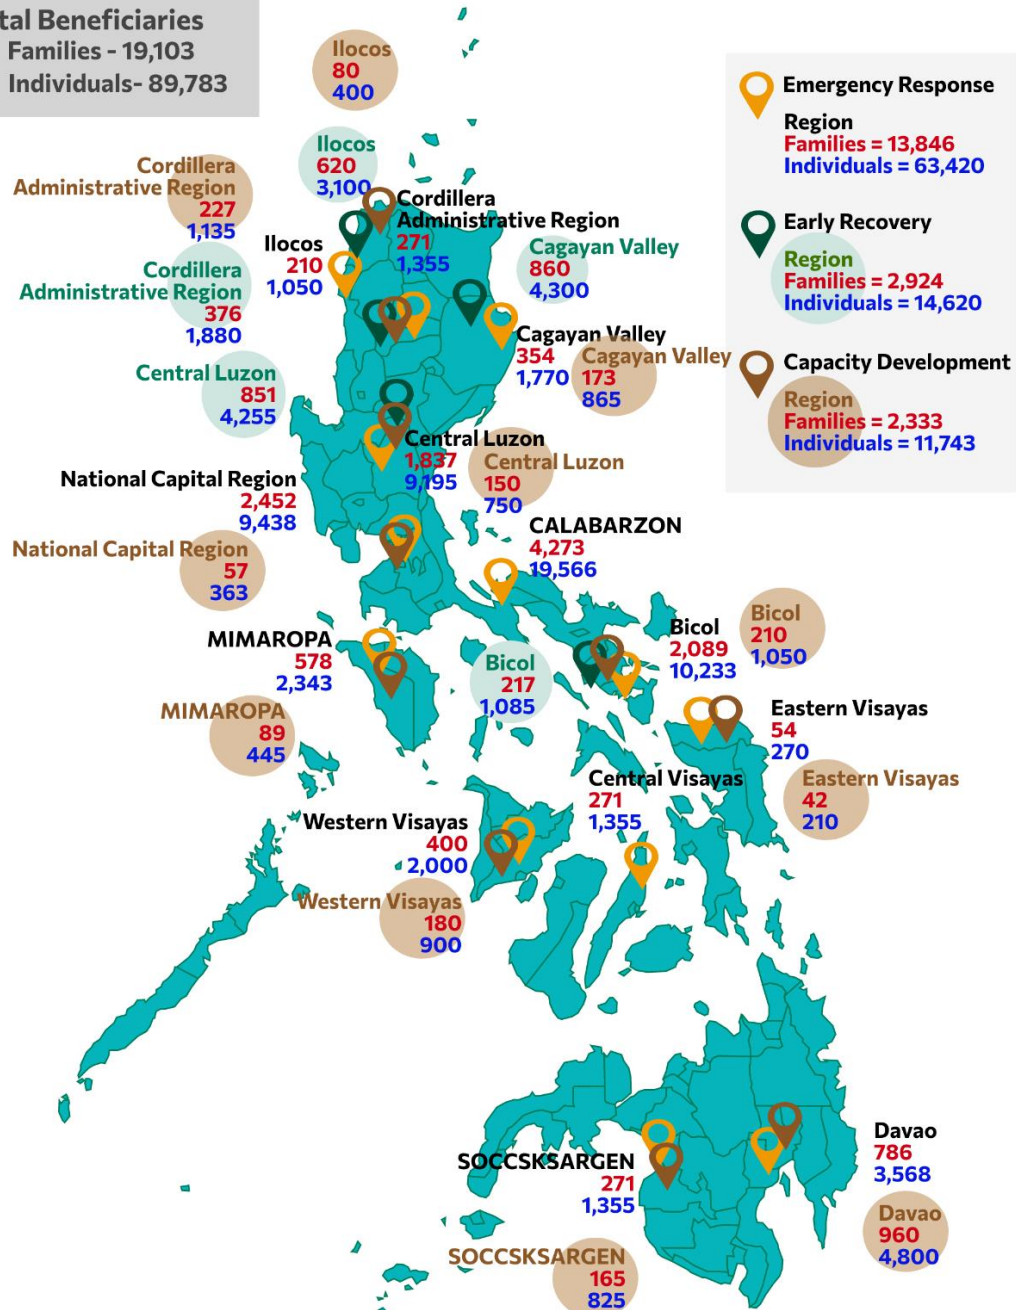 tal Beneficiaries
Families - 19,103
Individuals- 89,783
Ilocos
80
400
Emergency Response
Region
Families = 13,846
Individuals = 63,420
Early Recovery
Region
Families = 2,924
Individuals = 14,620
Capacity Development
Region
Families = 2,333
Individuals = 11,743
Ilocos
620
3,100
Cordillera
Administrative Region
227
1,135
Cordillera
Administrative Region
271
1,355
Ilocos
210
1,050
Cagayan Valley
860
4,300
Cordillera
Administrative Region
376
1,880
Cagayan Valley
354
1,770
Cagayan Valley
173
865
Central Luzon
851
4,255
Central Luzon
1,837
9,195
Central Luzon
150
750
National Capital Region
2,452
9,438
CALABARZON
4,273
19,566
National Capital Region
57
363
Bicol
2,089
10,233
Bicol
210
1,050
MIMAROPA
578
2,343
Bicol
217
1,085
MIMAROPA
89
445
Eastern Visayas
54
270
Central Visayas
271
1,355
Eastern Visayas
42
210
Western Visayas
400
2,000
Western Visayas
180
900
Davao
786
3,568
SOCCSKSARGEN
271
1,355
Davao
960
4,800
SOCCSKSARGEN
165
825